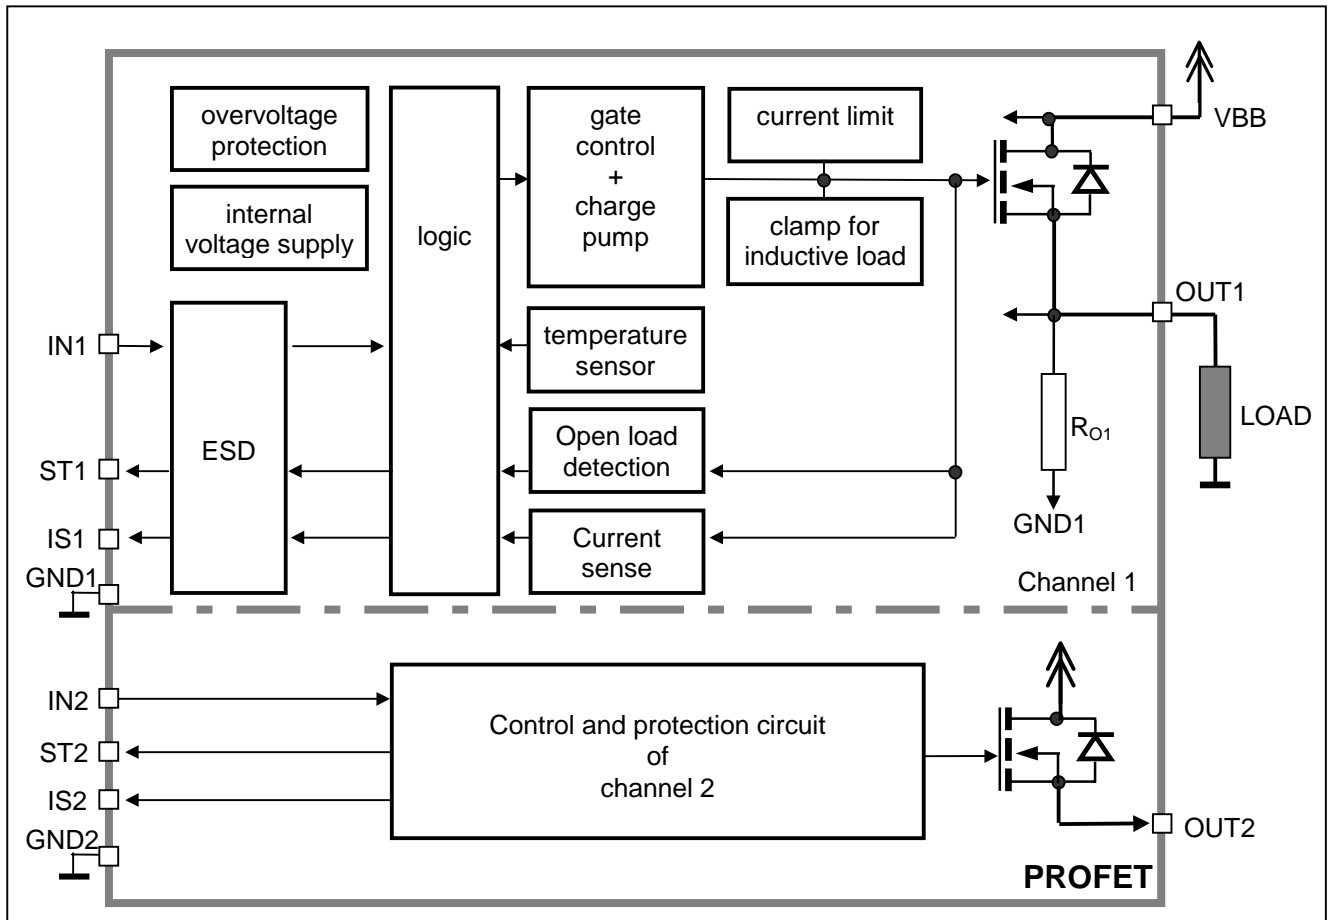 overvoltage
protection
internal
voltage supply
logic
gate
control
+
charge
pump
current limit
clamp for
inductive load
VBB
OUT1
IN1
ESD
temperature
sensor
LOAD
RO1
ST1
Open load
detection
IS1
Current
sense
GND1
GND1
Channel 1
IN2
ST2
IS2
GND2
Control and protection circuit
of
channel 2
OUT2
PROFET